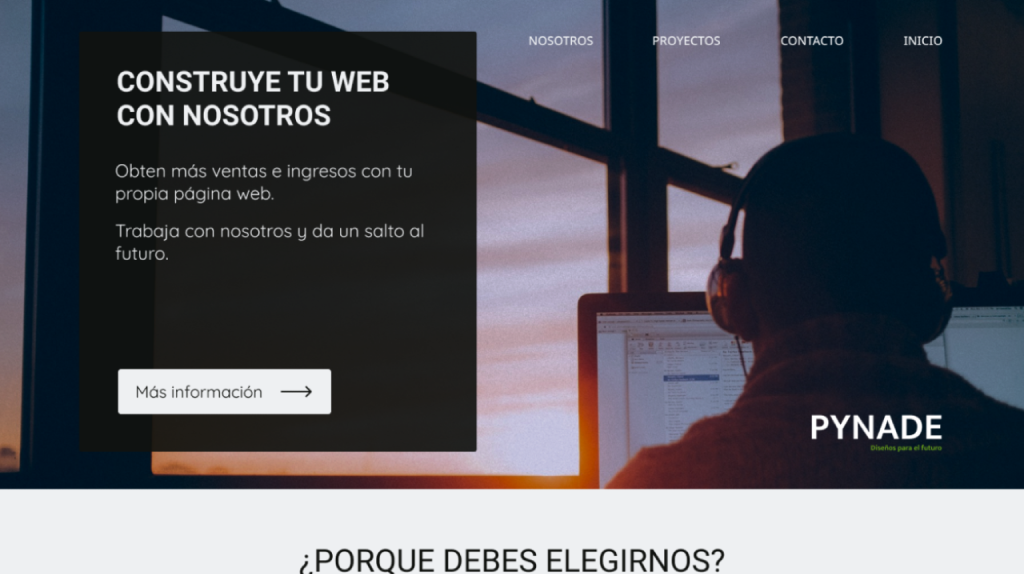 NOSOTROS PROYECTOS CONTACTO INICIO
CONSTRUYE TU WEB
CON NOSOTROS
Obten más ventas e ingresos con tu
propia página web.
Trabaja con nosotros y da un salto al
futuro.
Más información
PYNADE
Diseños para el futuro
¿PORQUE DEBES ELEGIRNOS?